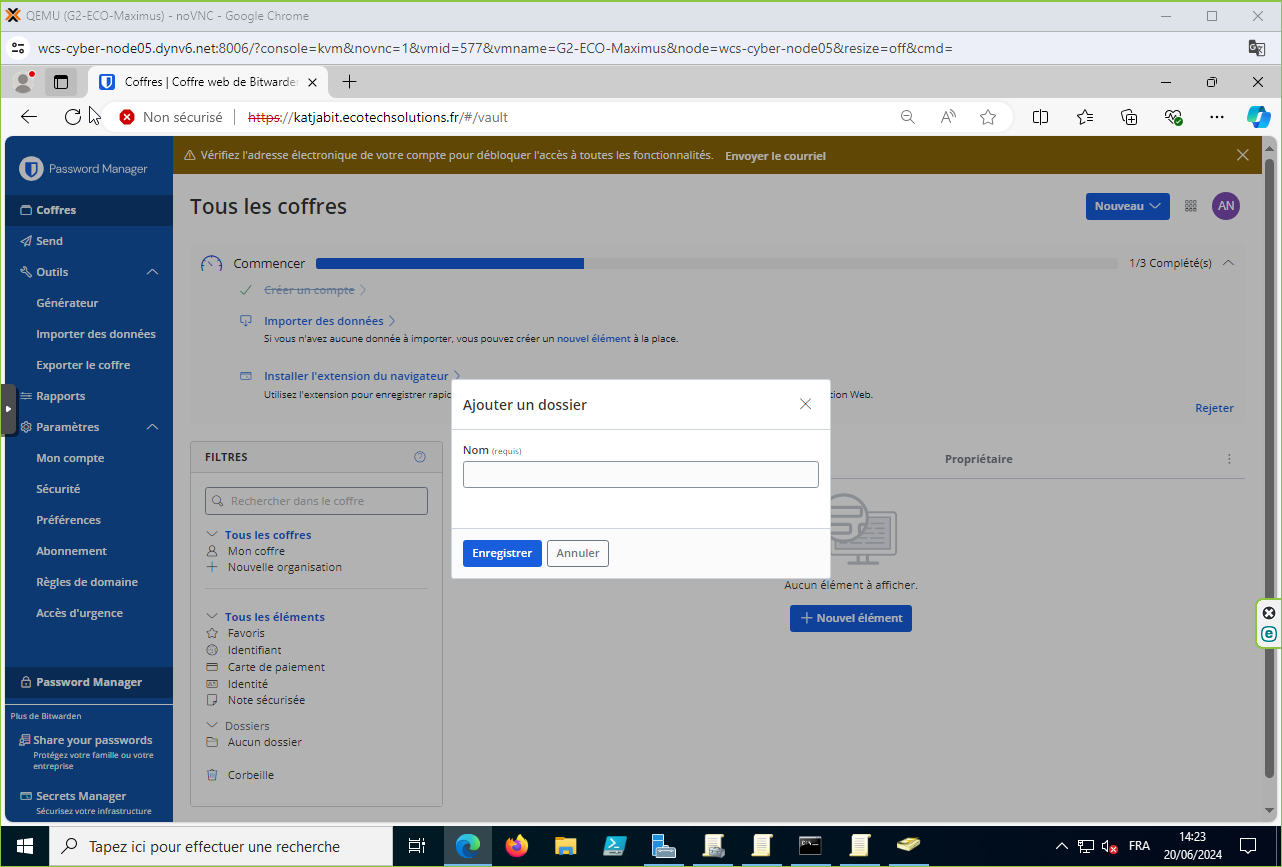 QEMU (G2-ECO-Maximus) - noVNC - Google Chrome
wcs-cyber-node05.dynv6.net:8006/?console=kvm&novnc=1&vmid=577&vmname=G2-ECO-Maximus&node=wcs-cyber-node05&resize=off&cmd=
Coffres | Coffre web de Bitwarde
Non sécurisé
https://katjabit.ecotechsolutions.fr/#/vault
Password Manager
Vérifiez l'adresse électronique de votre compte pour débloquer l'accès à toutes les fonctionnalités. Envoyer le courriel
Coffres
Send
Outils
Générateur
Importer des données
Exporter le coffre
Rapports
Paramètres
Mon compte
Sécurité
Préférences
Abonnement
Règles de domaine
Accès d'urgence
Password Manager
Plus de Bitwarden
Share your passwords
Protégez votre famille ou votre
entreprise
Secrets Manager
Sécurisez votre infrastructure
Tous les coffres
Nouveau
AN
Commencer
1/3 Complété(s)
Créer un compte
Importer des données
Si vous n'avez aucune donnée à importer, vous pouvez créer un nouvel élément à la place.
Installer l'extension du navigateur
Utilisez l'extension pour enregistrer rapi
ion Web.
Rejeter
Ajouter un dossier
Nom (requis)
Enregistrer
Annuler
FILTRES
Rechercher dans le coffre
Tous les coffres
Mon coffre
Nouvelle organisation
Tous les éléments
Favoris
Identifiant
Carte de paiement
Identité
Note sécurisée
Dossiers
Aucun dossier
Corbeille
Propriétaire
Aucun élément à afficher.
Nouvel élément
Tapez ici pour effectuer une recherche
FRA
14:23
20/06/2024